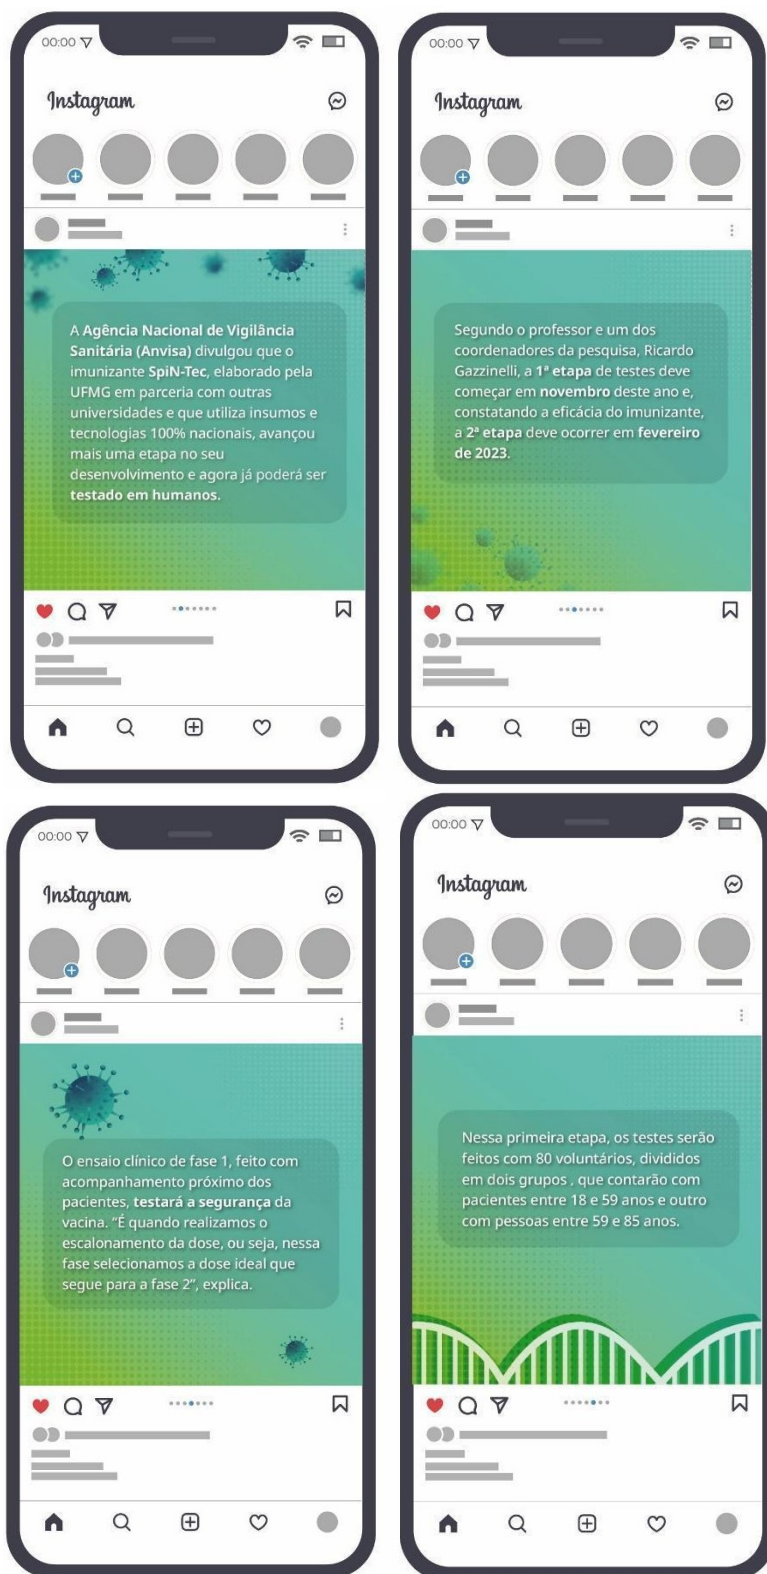 00:00
Instagram
A Agência Nacional de Vigilância
Sanitária (Anvisa) divulgou que o
imunizante SpiN-Tec, elaborado pela
UFMG em parceria com outras
universidades e que utiliza insumos e
tecnologias 100% nacionais, avançou
mais uma etapa no seu
desenvolvimento e agora já poderá ser
testado em humanos.
00:00
Instagram
Segundo o professor e um dos
coordenadores da pesquisa, Ricardo
Gazzinelli, a 1ª etapa de testes deve
começar em novembro deste ano e,
constatando a eficácia do imunizante,
a 2ª etapa deve ocorrer em fevereiro
de 2023.
00:00
Instagram
O ensaio clínico de fase 1, feito com
acompanhamento próximo dos
pacientes, testará a segurança da
vacina. “É quando realizamos o
escalonamento da dose, ou seja, nessa
fase selecionamos a dose ideal que
segue para a fase 2”, explica.
00:00
Instagram
Nessa primeira etapa, os testes serão
feitos com 80 voluntários, divididos
em dois grupos , que contarão com
pacientes entre 18 e 59 anos e outro
com pessoas entre 59 e 85 anos.